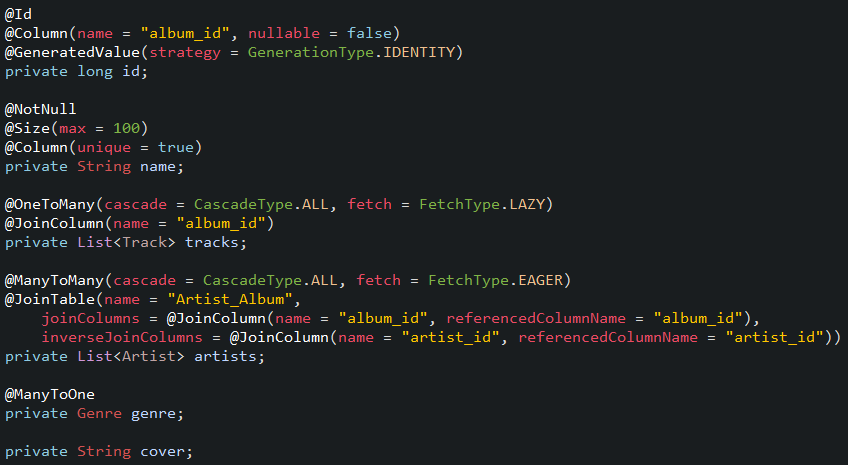 @Id
@Column(name = "album_id", nullable = false)
@GeneratedValue(strategy = GenerationType.IDENTITY)
private long id;

@NotNull
@Size(max = 100)
@Column(unique = true)
private String name;

@OneToMany(cascade = CascadeType.ALL, fetch = FetchType.LAZY)
@JoinColumn(name = "album_id")
private List<Track> tracks;

@ManyToMany(cascade = CascadeType.ALL, fetch = FetchType.EAGER)
@JoinTable(name = "Artist_Album",
    joinColumns = @JoinColumn(name = "album_id", referencedColumnName = "album_id"),
    inverseJoinColumns = @JoinColumn(name = "artist_id", referencedColumnName = "artist_id"))
private List<Artist> artists;

@ManyToOne
private Genre genre;

private String cover;